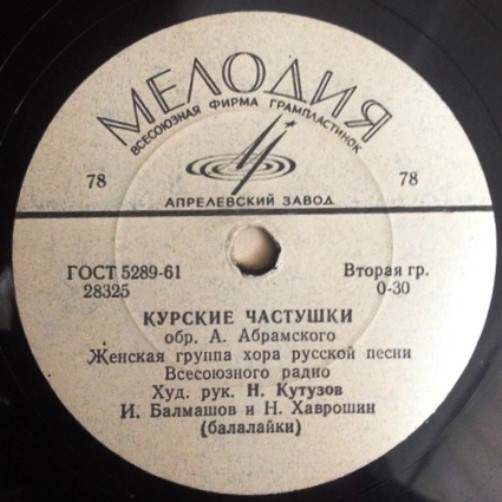 МЕЛОДИЯ
ВСЕСОЮЗНАЯ ФИРМА ГРАМПЛАСТИНОК
78 78
АПРЕЛЕВСКИЙ ЗАВОД
ГОСТ 5289-61 Вторая гр.
28325 0-30
КУРСКИЕ ЧАСТУШКИ
обр. А. Абрамского
Женская группа хора русской песни
Всесоюзного радио
Худ. рук. Н. Кутузов
И. Балмашов и Н. Хаврошин
(балалайки)